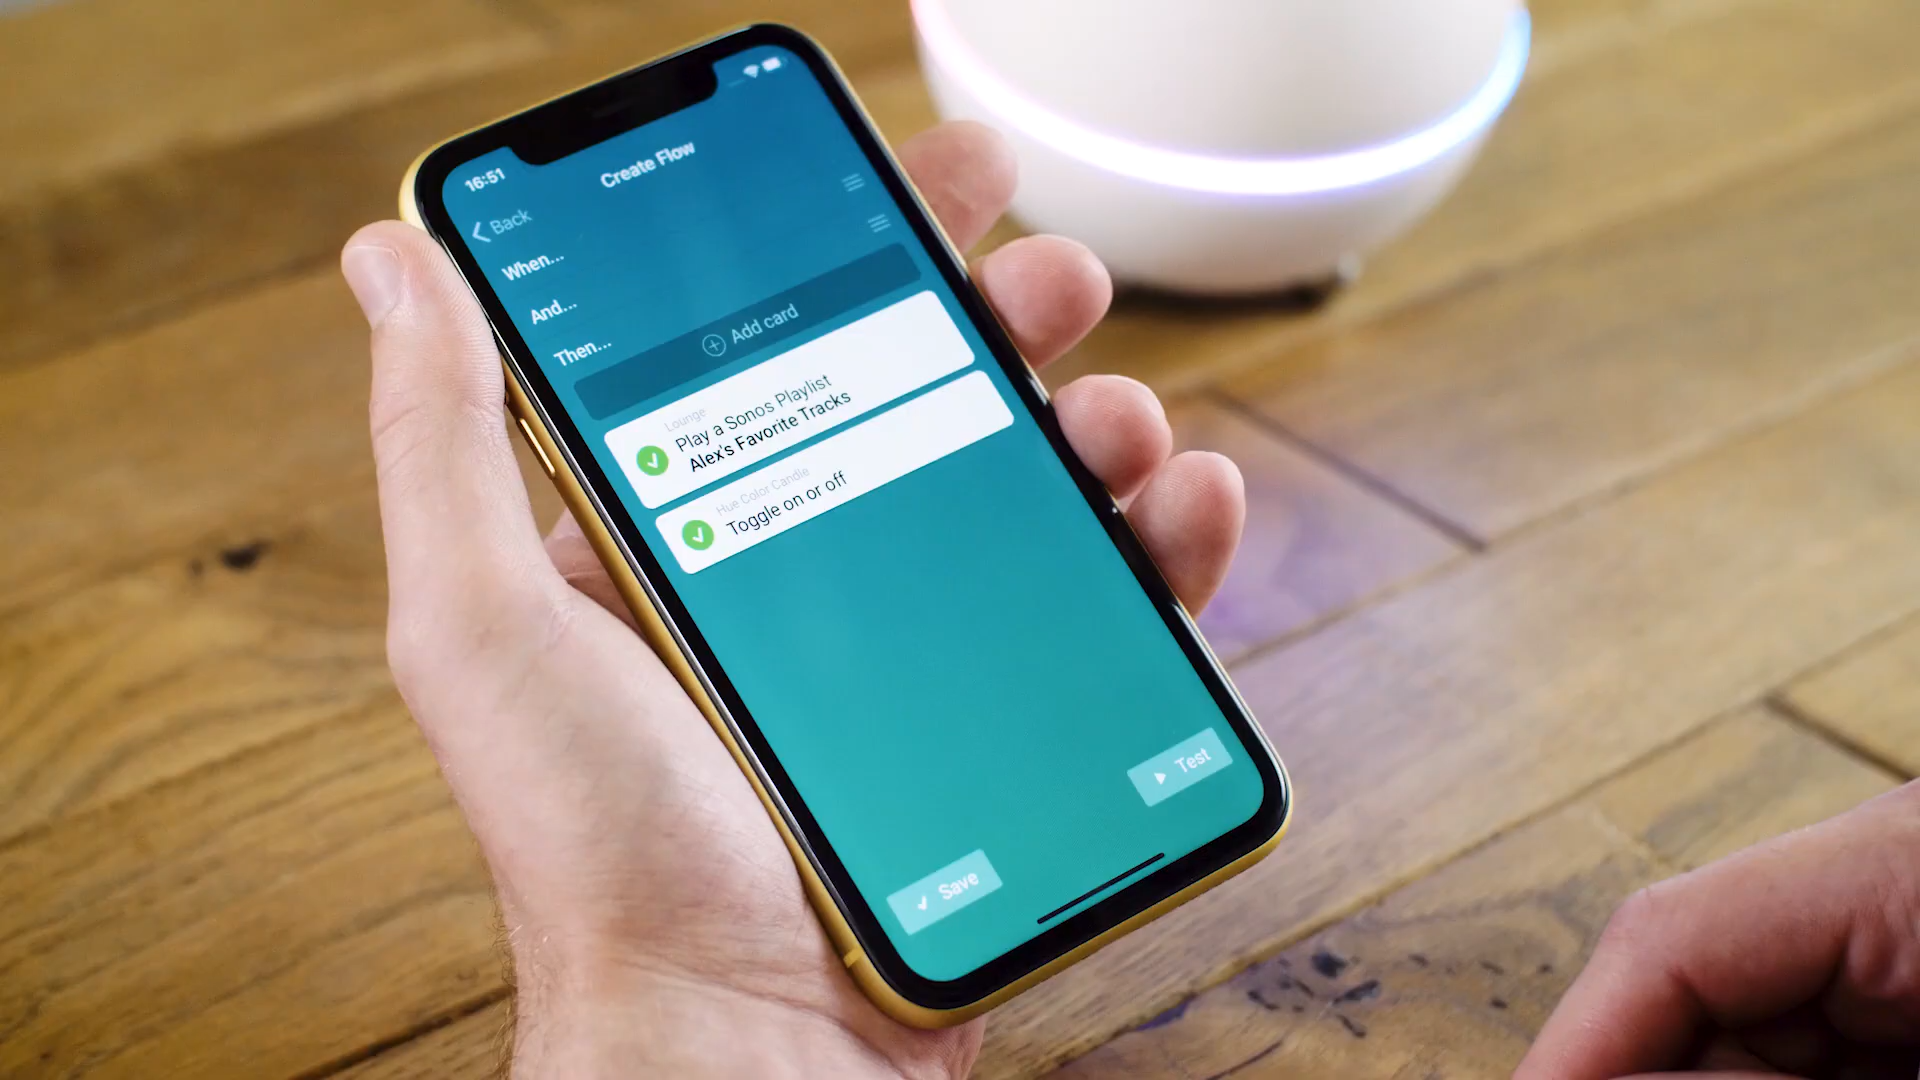 16:51
Create Flow
Back
When...
And...
Then...
Add card
Lounge
Play a Sonos Playlist
Alex's Favorite Tracks
Hue Color Candle
Toggle on or off
Test
Save